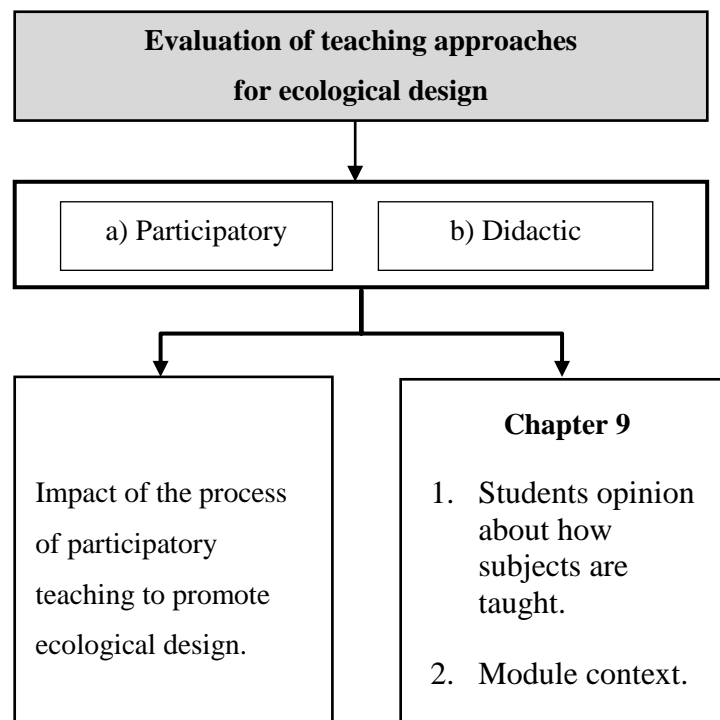 Evaluation of teaching approaches
for ecological design
a) Participatory
b) Didactic
Impact of the process
of participatory
teaching to promote
ecological design.
Chapter 9
1. Students opinion
about how
subjects are
taught.
2. Module context.